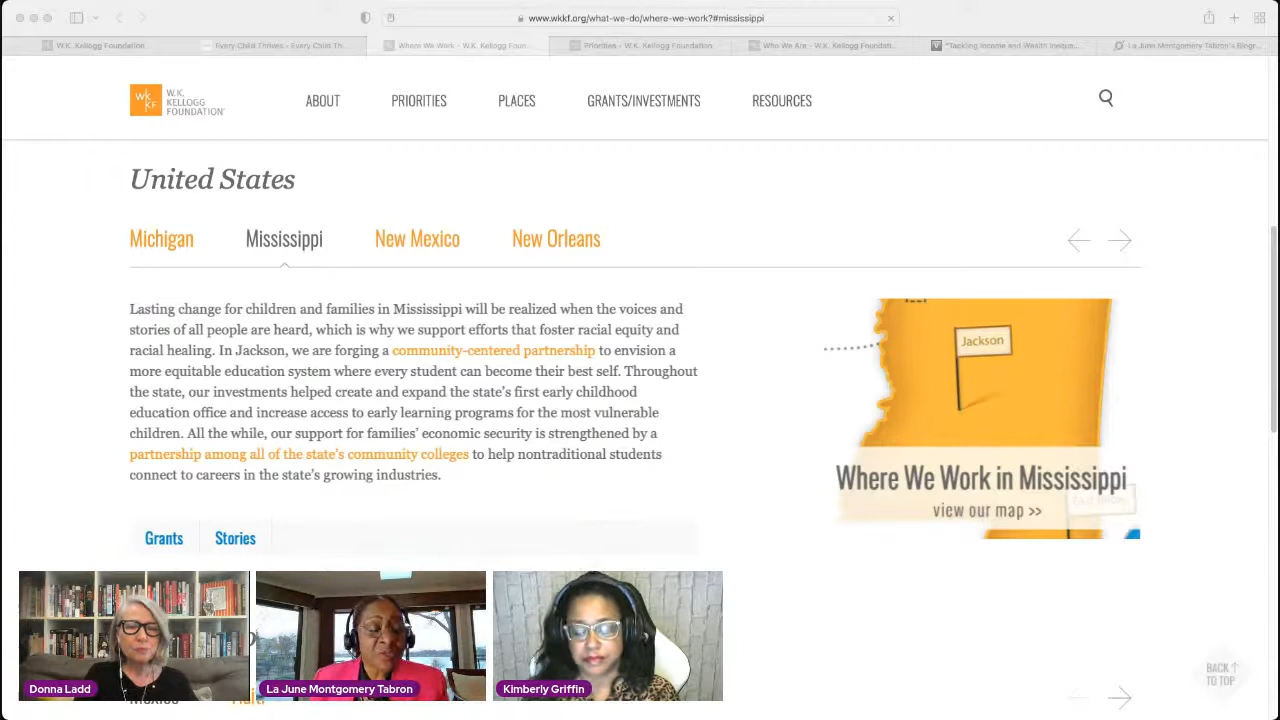 www.wkkf.org/what-we-do/where-we-work?#mississippi
W.K. Kellogg Foundation
Every Child Thrives - Every Child Th...
Where We Work - W.K. Kellogg Foun...
Priorities - W.K. Kellogg Foundation
Who We Are - W.K. Kellogg Foundati...
"Tackling Income and Wealth Inequa...
La June Montgomery Tabron's Biogr...
W.K.
KELLOGG
FOUNDATION
ABOUT
PRIORITIES
PLACES
GRANTS/INVESTMENTS
RESOURCES
United States
Michigan
Mississippi
New Mexico
New Orleans
Lasting change for children and families in Mississippi will be realized when the voices and
stories of all people are heard, which is why we support efforts that foster racial equity and
racial healing. In Jackson, we are forging a community-centered partnership to envision a
more equitable education system where every student can become their best self. Throughout
the state, our investments helped create and expand the state's first early childhood
education office and increase access to early learning programs for the most vulnerable
children. All the while, our support for families' economic security is strengthened by a
partnership among all of the state's community colleges to help nontraditional students
connect to careers in the state's growing industries.
Jackson
Where We Work in Mississippi
view our map >>
Grants
Stories
Donna Ladd
La June Montgomery Tabron
Kimberly Griffin
BACK ↑
TO TOP